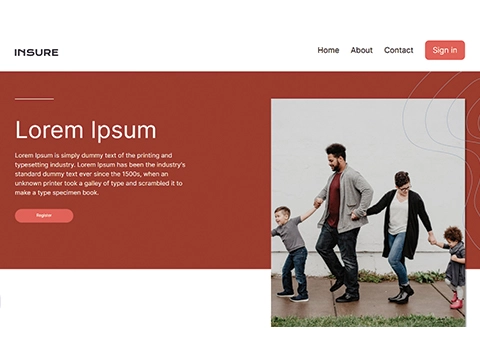 INSURE
Home About Contact Sign in
Lorem Ipsum
Lorem Ipsum is simply dummy text of the printing and
typesetting industry. Lorem Ipsum has been the industry's
standard dummy text ever since the 1500s, when an
unknown printer took a galley of type and scrambled it to
make a type specimen book.
Register